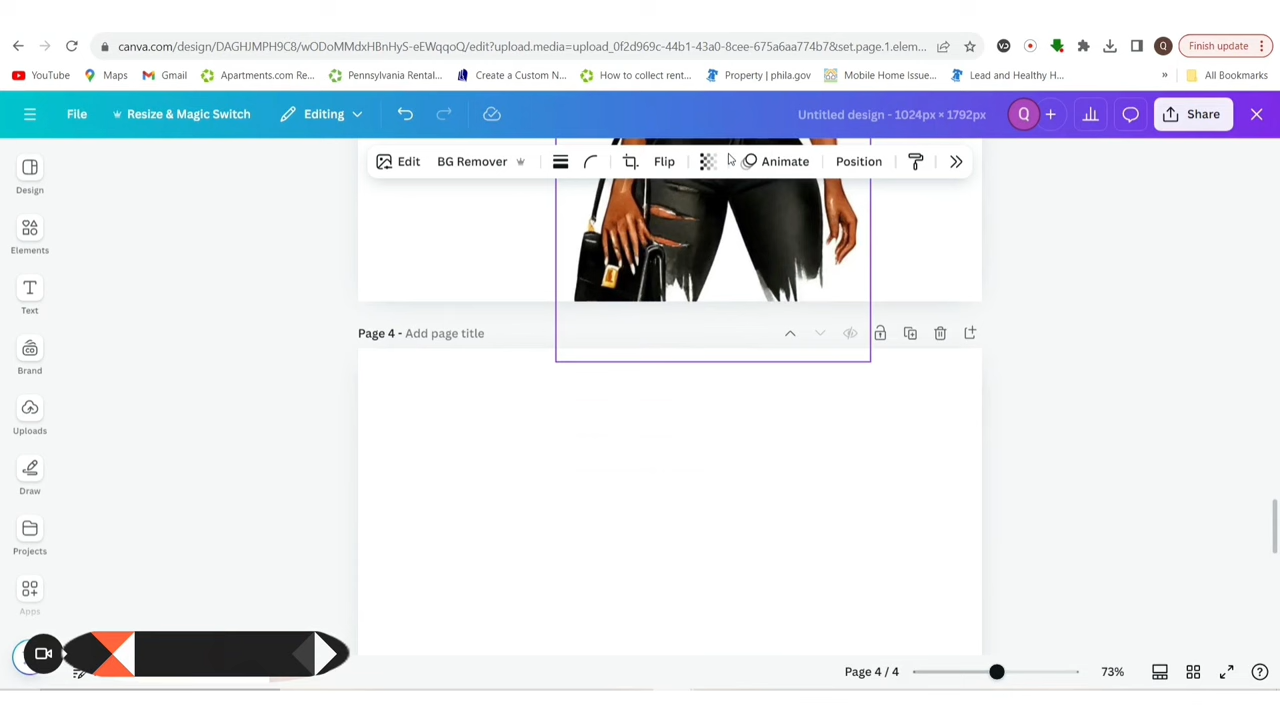 canva.com/design/DAGHJMPH9C8/wODoMMdxHBnHyS-eEWqqoQ/edit?upload.media=upload_0f2d969c-44b1-43a0-8cee-675a6aa774b7&set.page.1.elem...
Q
Finish update
YouTube
Maps
Gmail
Apartments.com Re...
Pennsylvania Rental...
Create a Custom N...
How to collect rent...
Property | phila.gov
Mobile Home Issue...
Lead and Healthy H...
»
All Bookmarks
File
Resize & Magic Switch
Editing
Untitled design - 1024px × 1792px
Q
Share
Edit
BG Remover
Flip
Animate
Position
Design
Elements
Text
Brand
Uploads
Draw
Projects
Apps
Page 4 - Add page title
Page 4 / 4
73%